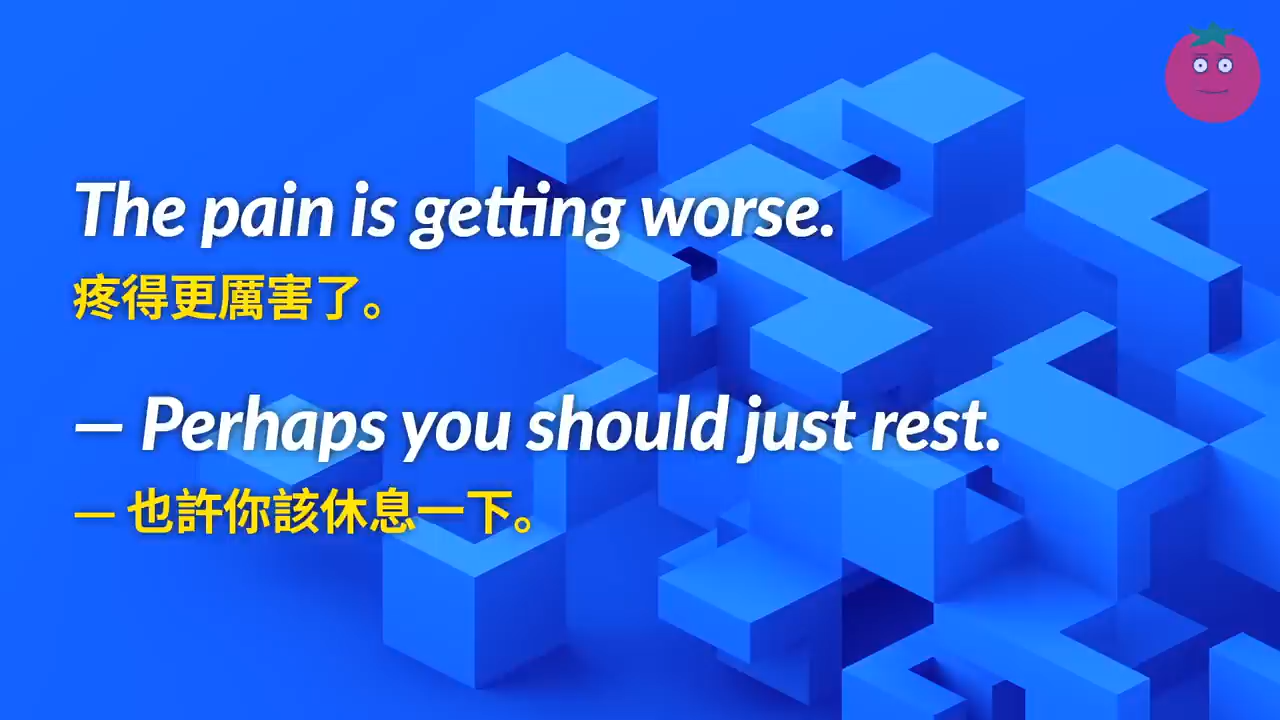 The pain is getting worse.
疼得更厲害了。
— Perhaps you should just rest.
— 也許你該休息一下。